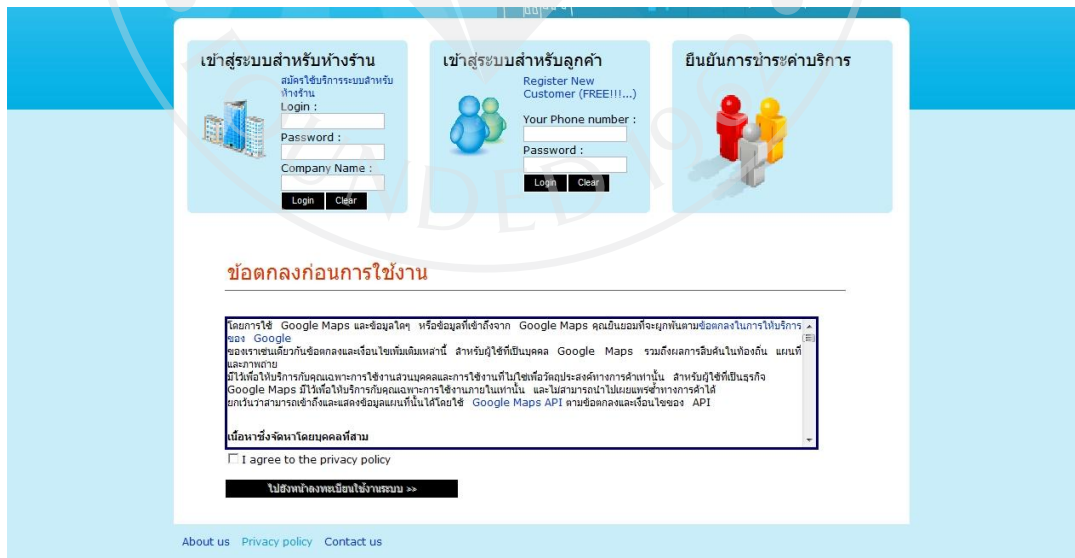 เข้าสู่ระบบสำหรับห้างร้าน
สมัครใช้บริการระบบสำหรับ
ห้างร้าน
Login :
Password :
Company Name :
Login Clear
เข้าสู่ระบบสำหรับลูกค้า
Register New
Customer (FREE!!!...)
Your Phone number :
Password :
Login Clear
ยืนยันการชำระค่าบริการ
UNDED 1962
ข้อตกลงก่อนการใช้งาน
โดยการใช้ Google Maps และข้อมูลใดๆ หรือข้อมูลที่เข้าถึงจาก Google Maps คุณยินยอมที่จะผูกพันตามข้อตกลงในการให้บริการ
ของ Google
ของเราเช่นเดียวกับข้อตกลงและเงื่อนไขเพิ่มเติมเหล่านี้ สำหรับผู้ใช้ที่เป็นบุคคล Google Maps รวมถึงผลการสืบค้นในท้องถิ่น แผนที่
และภาพถ่าย
มีไว้เพื่อให้บริการกับคุณเฉพาะการใช้งานส่วนบุคคลและการใช้งานที่ไม่ใช่เพื่อวัตถุประสงค์ทางการค้าเท่านั้น สำหรับผู้ใช้ที่เป็นธุรกิจ
Google Maps มีไว้เพื่อให้บริการกับคุณเฉพาะการใช้งานภายในเท่านั้น และไม่สามารถนำไปเผยแพร่ซ้ำทางการค้าได้
ยกเว้นว่าสามารถเข้าถึงและแสดงข้อมูลแผนที่นั้นได้โดยใช้ Google Maps API ตามข้อตกลงและเงื่อนไขของ API
เนื้อหาซึ่งจัดหาโดยบุคคลที่สาม
I agree to the privacy policy
ไปยังหน้าลงทะเบียนใช้งานระบบ >>
About us Privacy policy Contact us